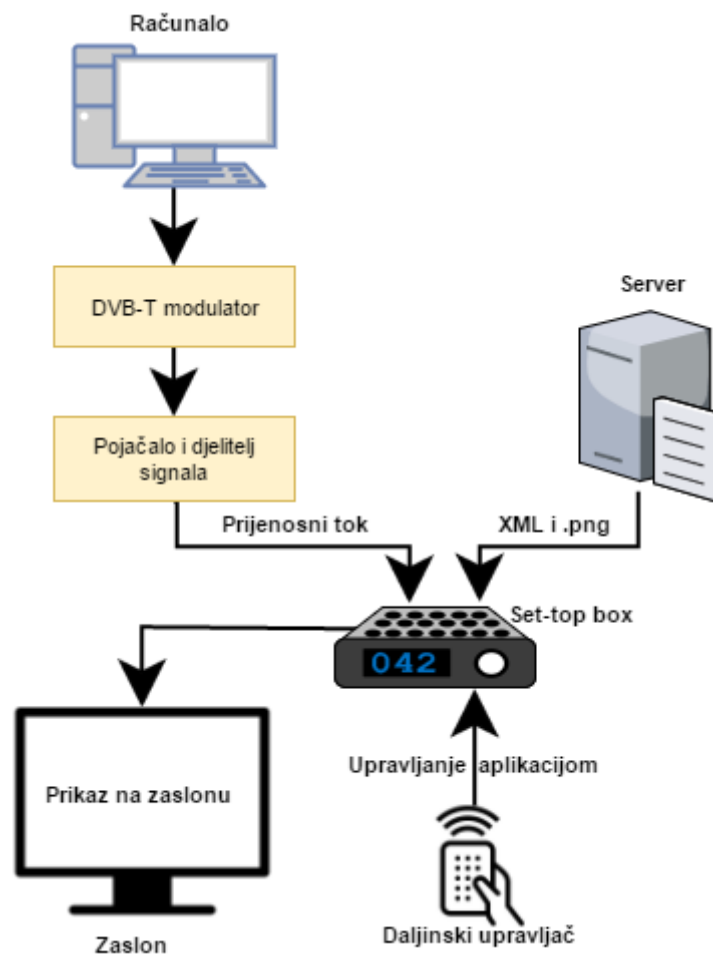 Računalo
DVB-T modulator
Server
Pojačalo i djelitelj
signala
Prijenosni tok
XML i .png
Set-top box
042
Prikaz na zaslonu
Upravljanje aplikacijom
Zaslon
Daljinski upravljač